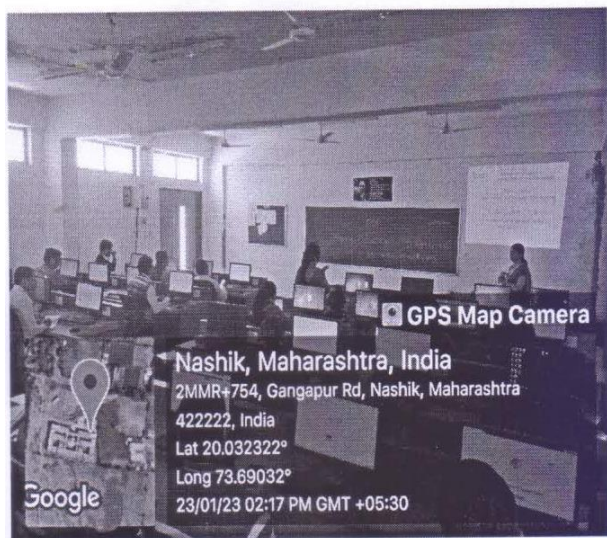 GPS Map Camera
Nashik, Maharashtra, India
2MMR+754, Gangapur Rd, Nashik, Maharashtra
422222, India
Lat 20.032322°
Long 73.69032°
23/01/23 02:17 PM GMT +05:30
Google